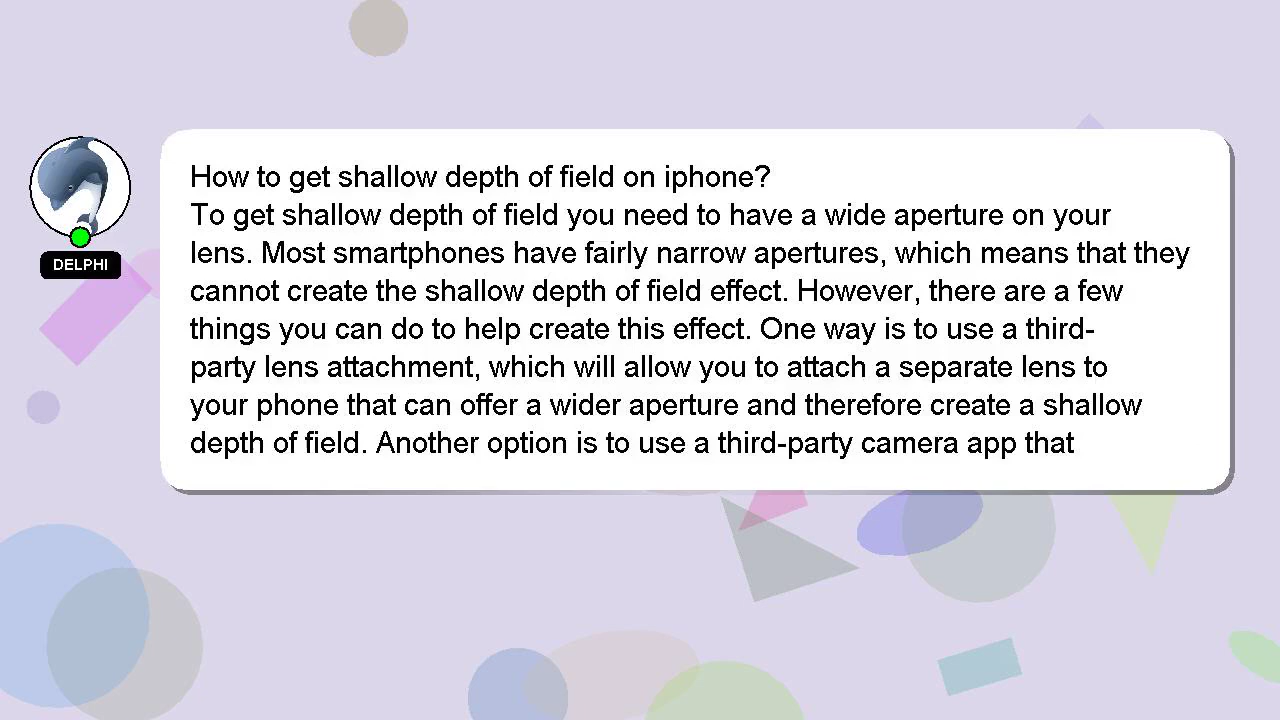 How to get shallow depth of field on iphone?
To get shallow depth of field you need to have a wide aperture on your
lens. Most smartphones have fairly narrow apertures, which means that they
cannot create the shallow depth of field effect. However, there are a few
things you can do to help create this effect. One way is to use a third-
party lens attachment, which will allow you to attach a separate lens to
your phone that can offer a wider aperture and therefore create a shallow
depth of field. Another option is to use a third-party camera app that
DELPHI